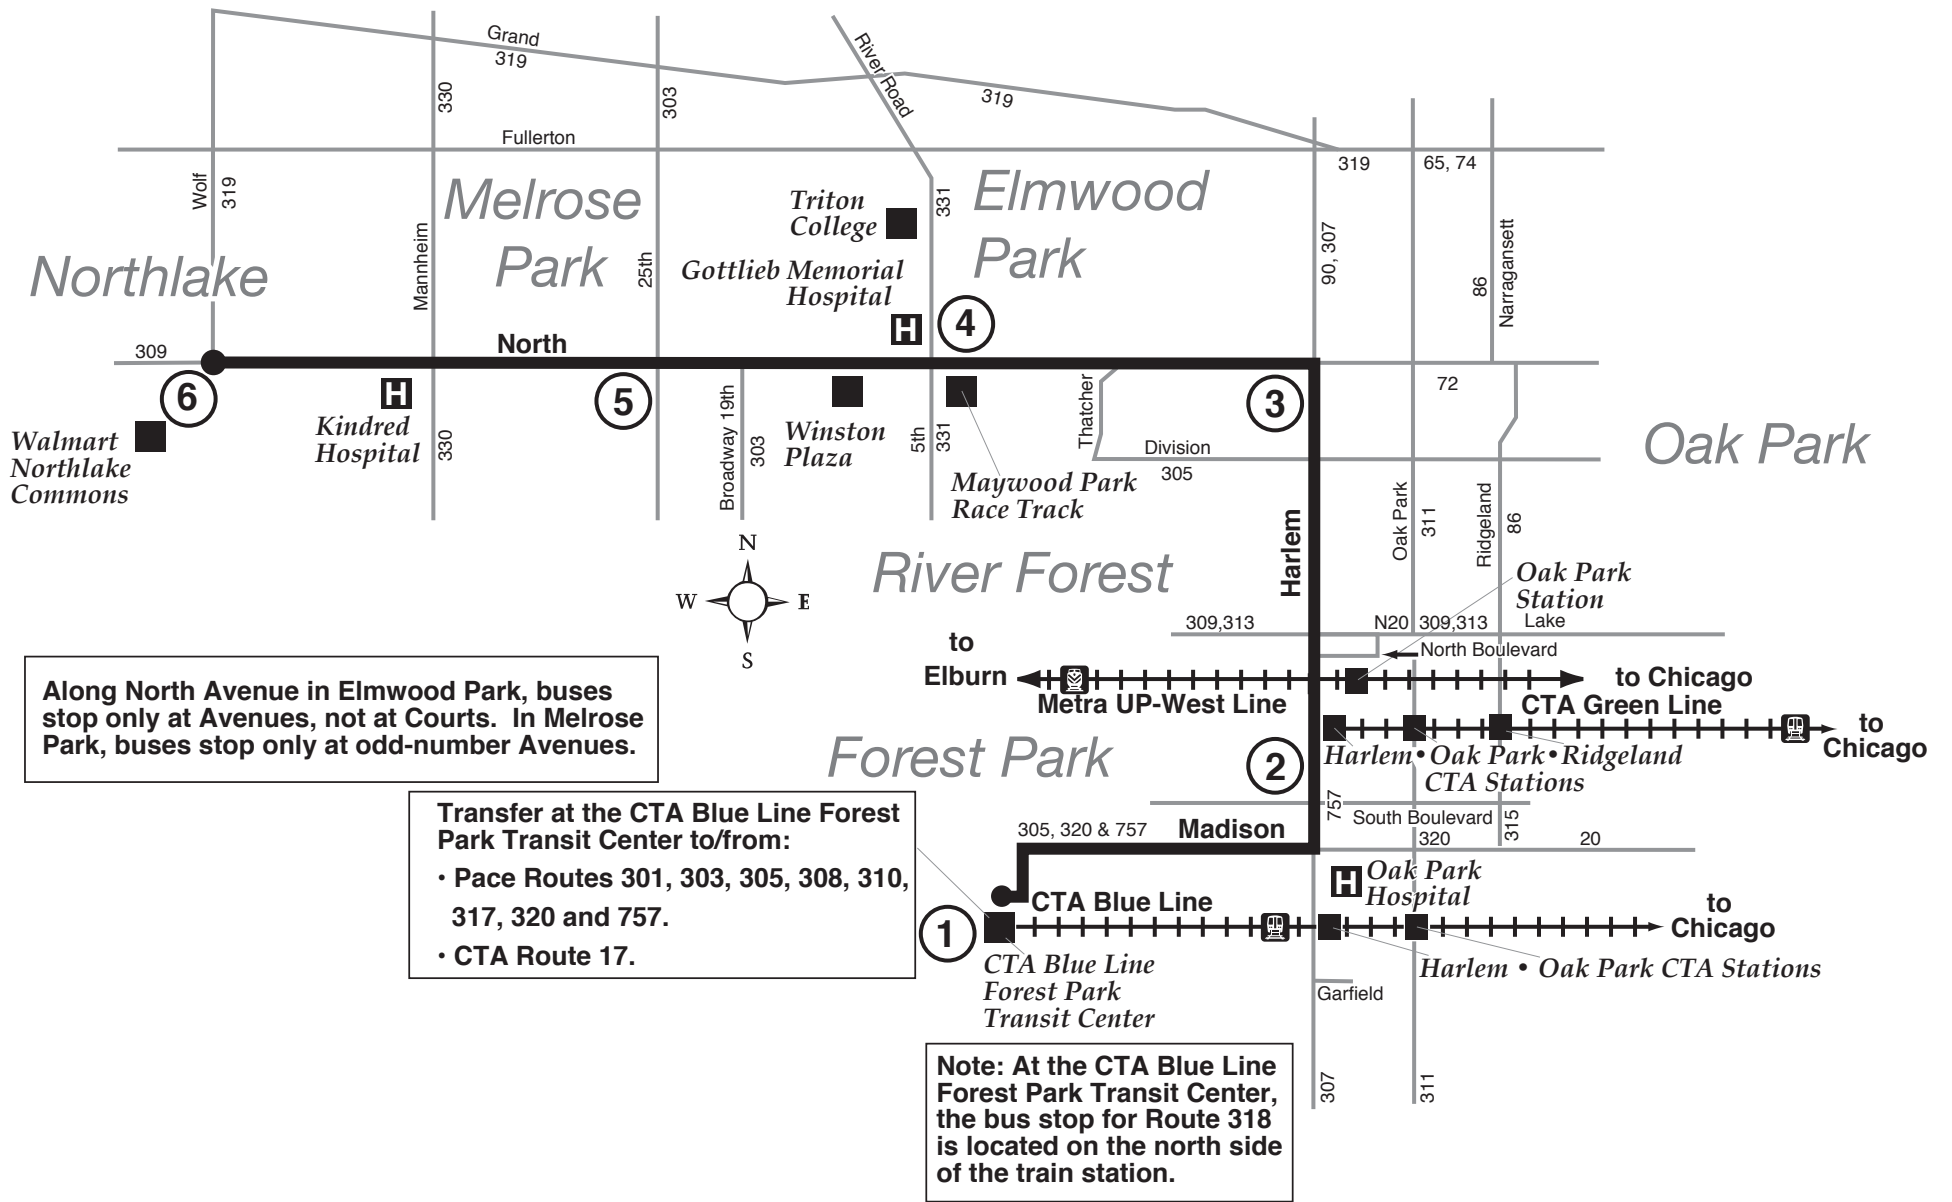 Grand
319
River Road
330
303
319
Fullerton
319
65, 74
Wolf
319
Melrose
Park
Triton
College
331
Elmwood
Park
90, 307
Narragansett
86
Northlake
Mannheim
25th
Gottlieb Memorial
Hospital
H
4
309
North
6
H
Kindred
Hospital
330
5
Broadway 19th
303
Winston
Plaza
5th
331
Thatcher
3
72
Division
305
Oak Park
Walmart
Northlake
Commons
Maywood Park
Race Track
Harlem
Oak Park
311
Ridgeland
86
N
W
E
S
River Forest
Oak Park
Station
309,313
N20
309,313
Lake
North Boulevard
to
Elburn
to Chicago
Metra UP-West Line
CTA Green Line
to
Chicago
Forest Park
2
Harlem • Oak Park • Ridgeland
CTA Stations
757
South Boulevard
315
305, 320 & 757
Madison
320
20
H
Oak Park
Hospital
Along North Avenue in Elmwood Park, buses
stop only at Avenues, not at Courts. In Melrose
Park, buses stop only at odd-number Avenues.
Transfer at the CTA Blue Line Forest
Park Transit Center to/from:
• Pace Routes 301, 303, 305, 308, 310,
317, 320 and 757.
• CTA Route 17.
1
CTA Blue Line
to
Chicago
CTA Blue Line
Forest Park
Transit Center
Harlem • Oak Park CTA Stations
Garfield
307
311
Note: At the CTA Blue Line
Forest Park Transit Center,
the bus stop for Route 318
is located on the north side
of the train station.